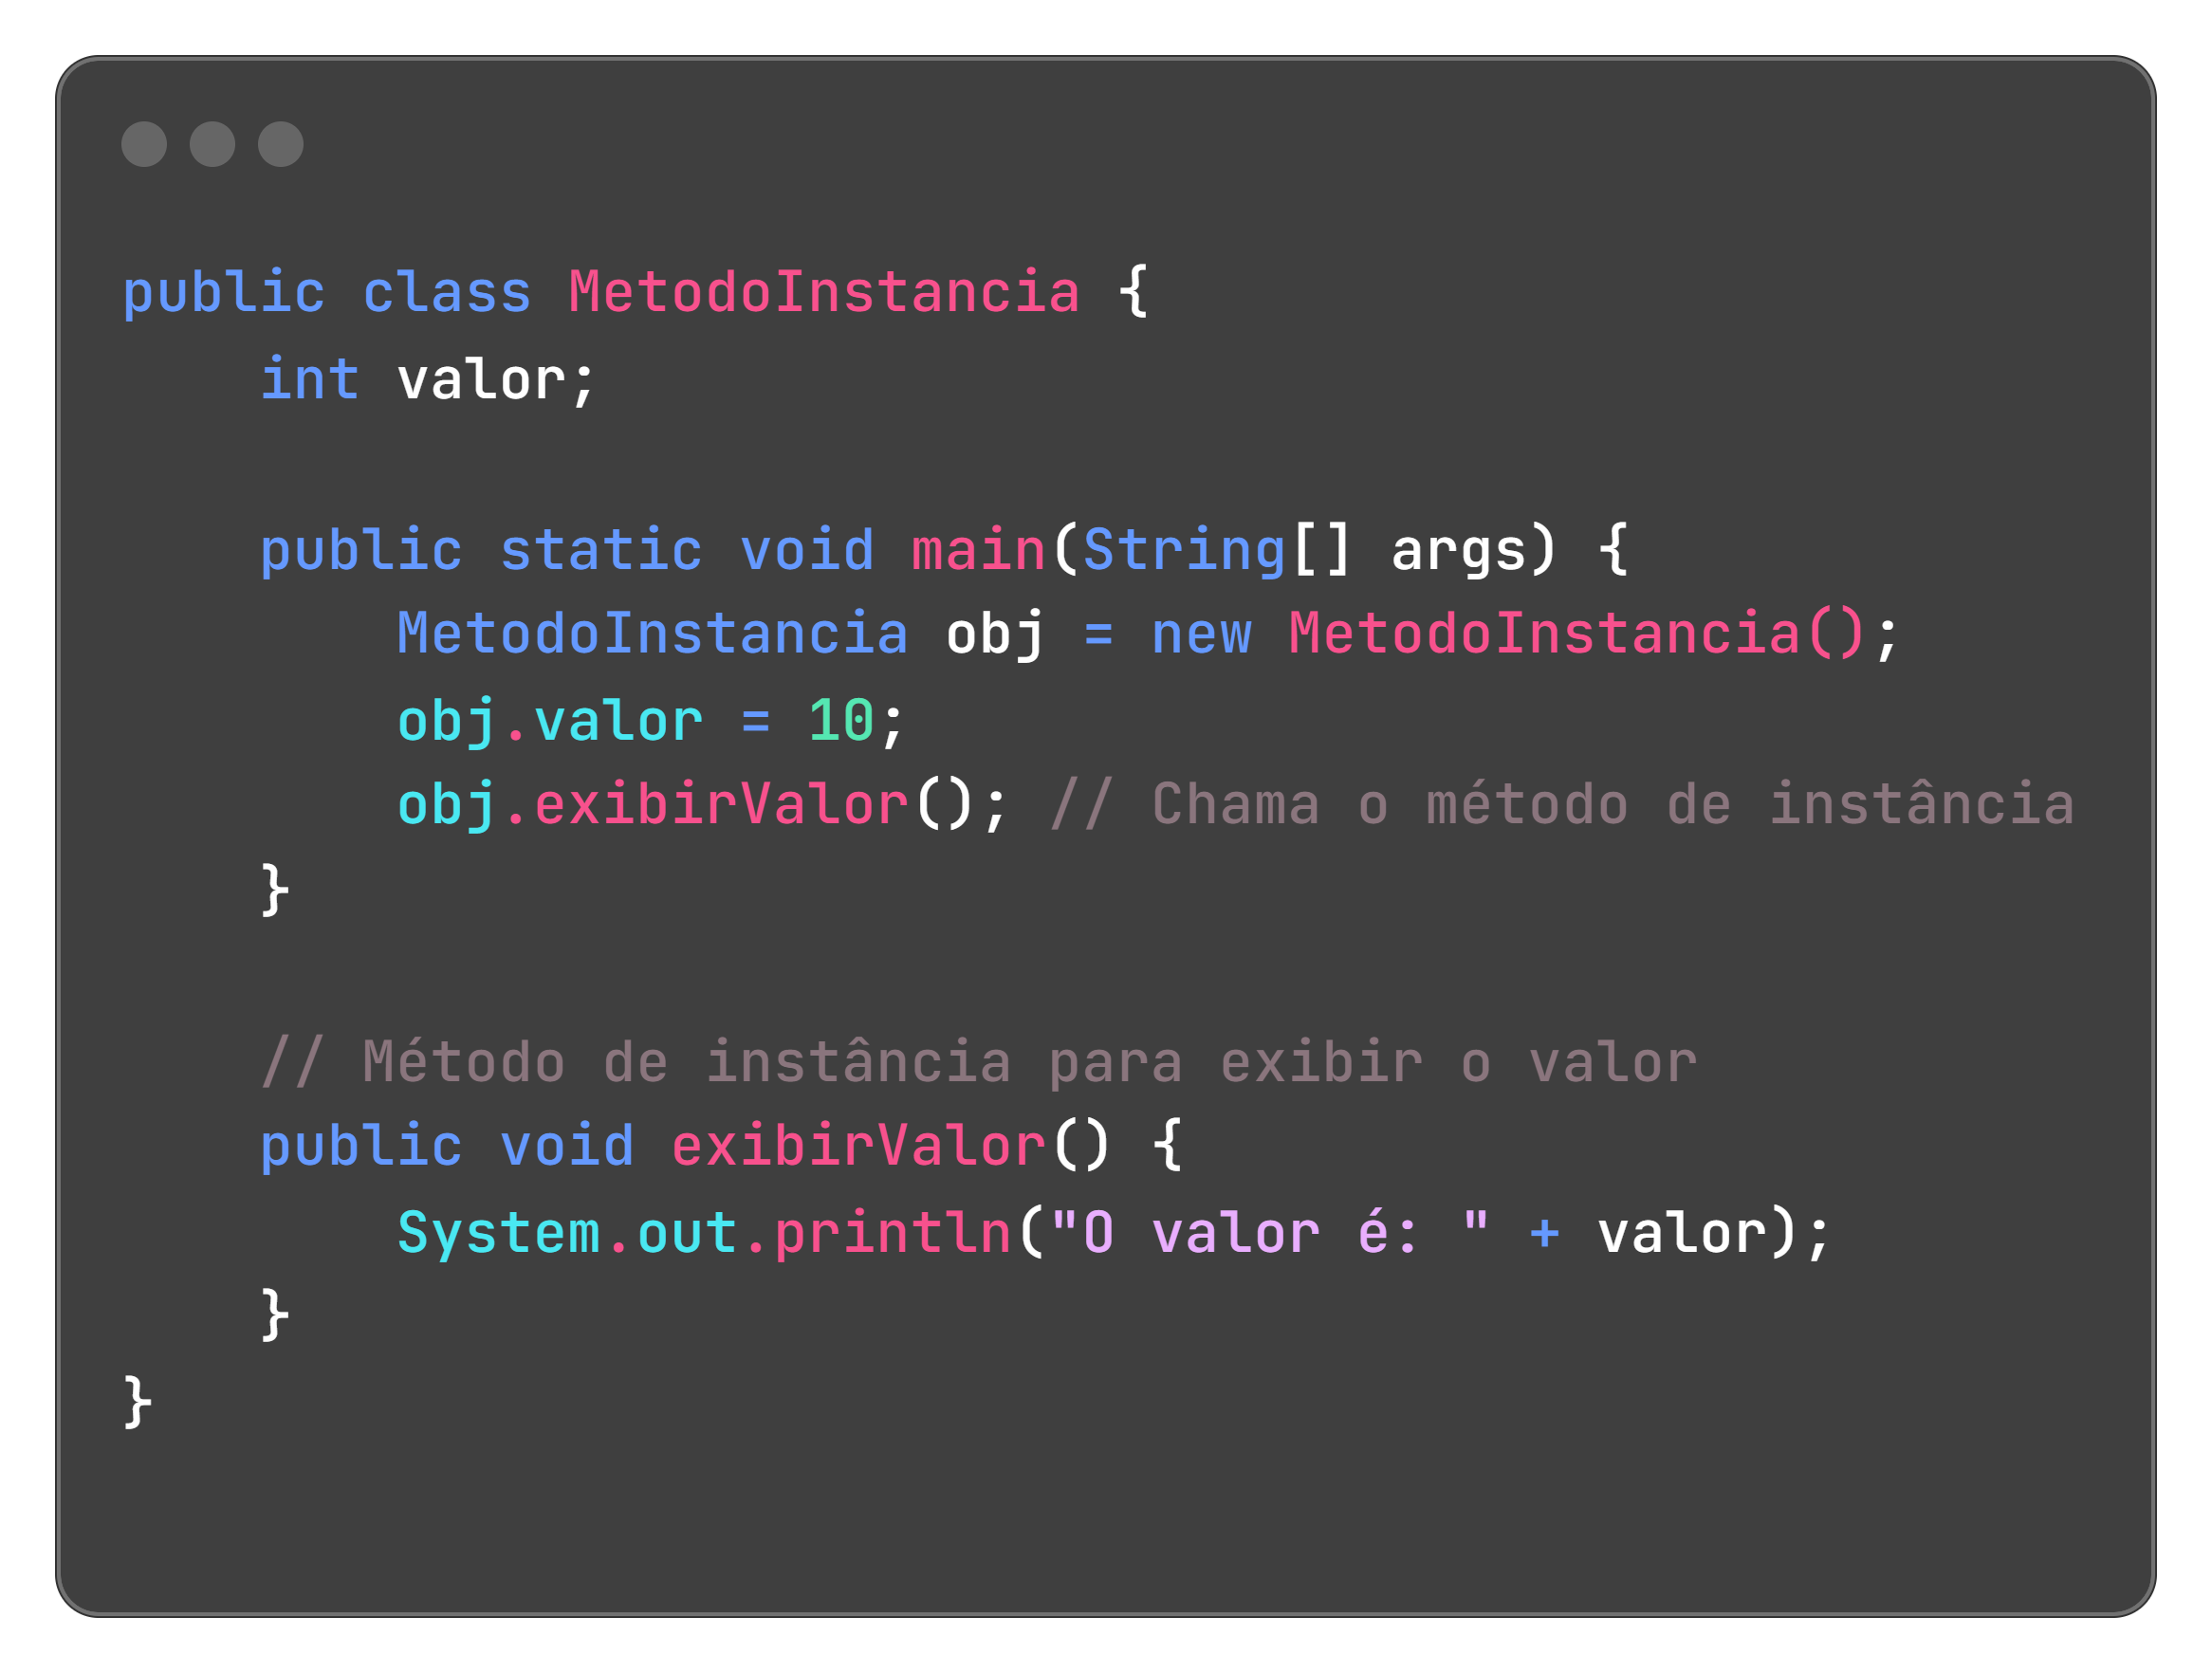 public class MetodoInstancia {
    int valor;

    public static void main(String[] args) {
        MetodoInstancia obj = new MetodoInstancia();
        obj.valor = 10;
        obj.exibirValor(); // Chama o método de instância
    }

    // Método de instância para exibir o valor
    public void exibirValor() {
        System.out.println("O valor é: " + valor);
    }
}